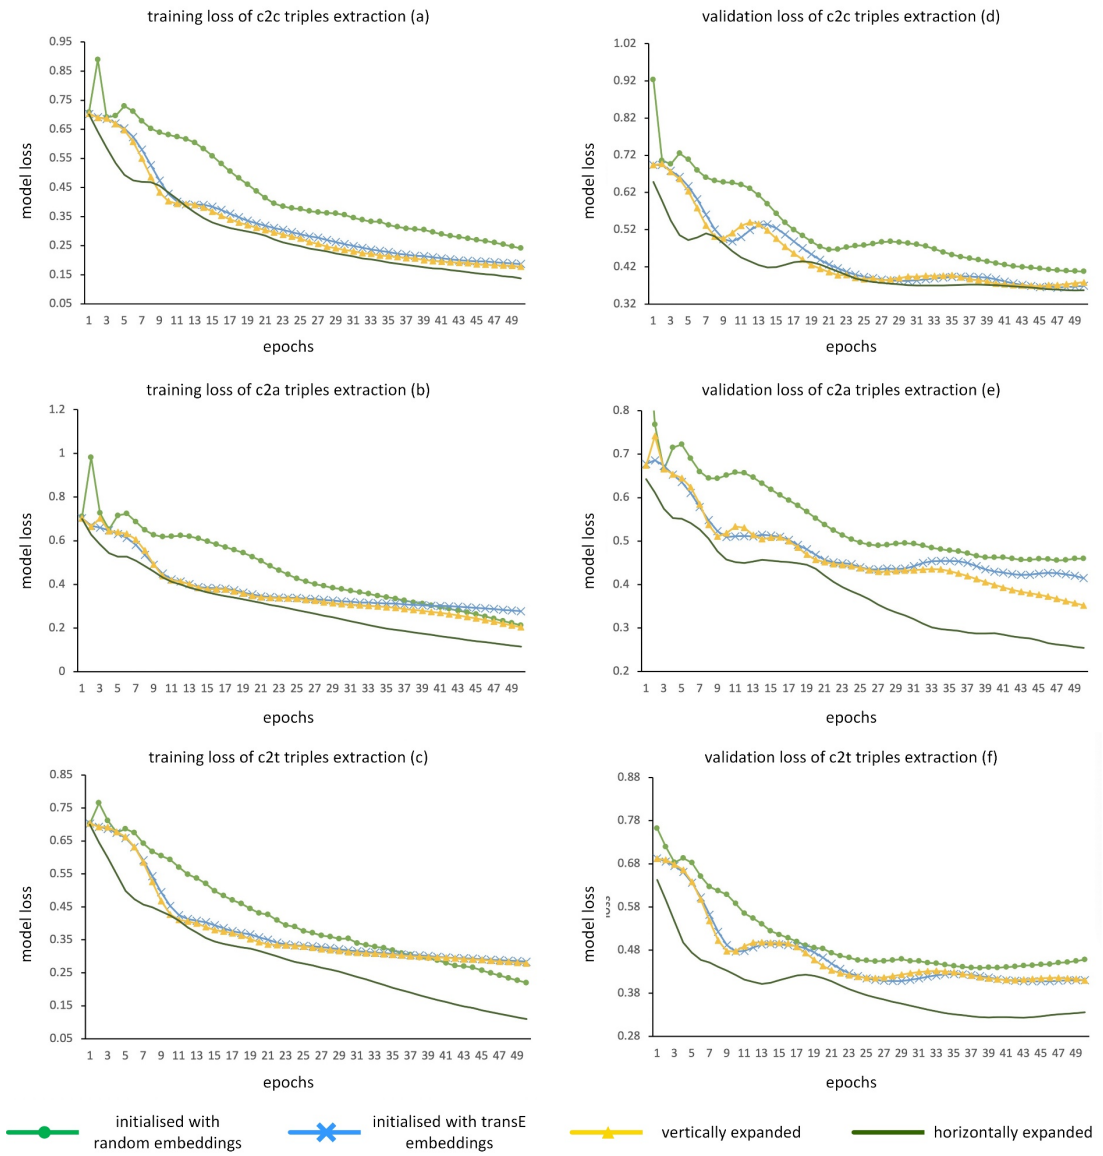 training loss of c2c triples extraction (a)
0.95
0.85
0.75
0.65
0.55
0.45
0.35
0.25
0.15
0.05
model loss
1 3 5 7 9 11 13 15 17 19 21 23 25 27 29 31 33 35 37 39 41 43 45 47 49
epochs
validation loss of c2c triples extraction (d)
1.02
0.92
0.82
0.72
0.62
0.52
0.42
0.32
model loss
1 3 5 7 9 11 13 15 17 19 21 23 25 27 29 31 33 35 37 39 41 43 45 47 49
epochs
training loss of c2a triples extraction (b)
1.2
1
0.8
0.6
0.4
0.2
0
model loss
1 3 5 7 9 11 13 15 17 19 21 23 25 27 29 31 33 35 37 39 41 43 45 47 49
epochs
validation loss of c2a triples extraction (e)
0.8
0.7
0.6
0.5
0.4
0.3
0.2
model loss
1 3 5 7 9 11 13 15 17 19 21 23 25 27 29 31 33 35 37 39 41 43 45 47 49
epochs
training loss of c2t triples extraction (c)
0.85
0.75
0.65
0.55
0.45
0.35
0.25
0.15
0.05
model loss
1 3 5 7 9 11 13 15 17 19 21 23 25 27 29 31 33 35 37 39 41 43 45 47 49
epochs
validation loss of c2t triples extraction (f)
0.88
0.78
0.68
0.58
0.48
0.38
0.28
model loss
1 3 5 7 9 11 13 15 17 19 21 23 25 27 29 31 33 35 37 39 41 43 45 47 49
epochs
initialised with
random embeddings
initialised with transE
embeddings
vertically expanded
horizontally expanded